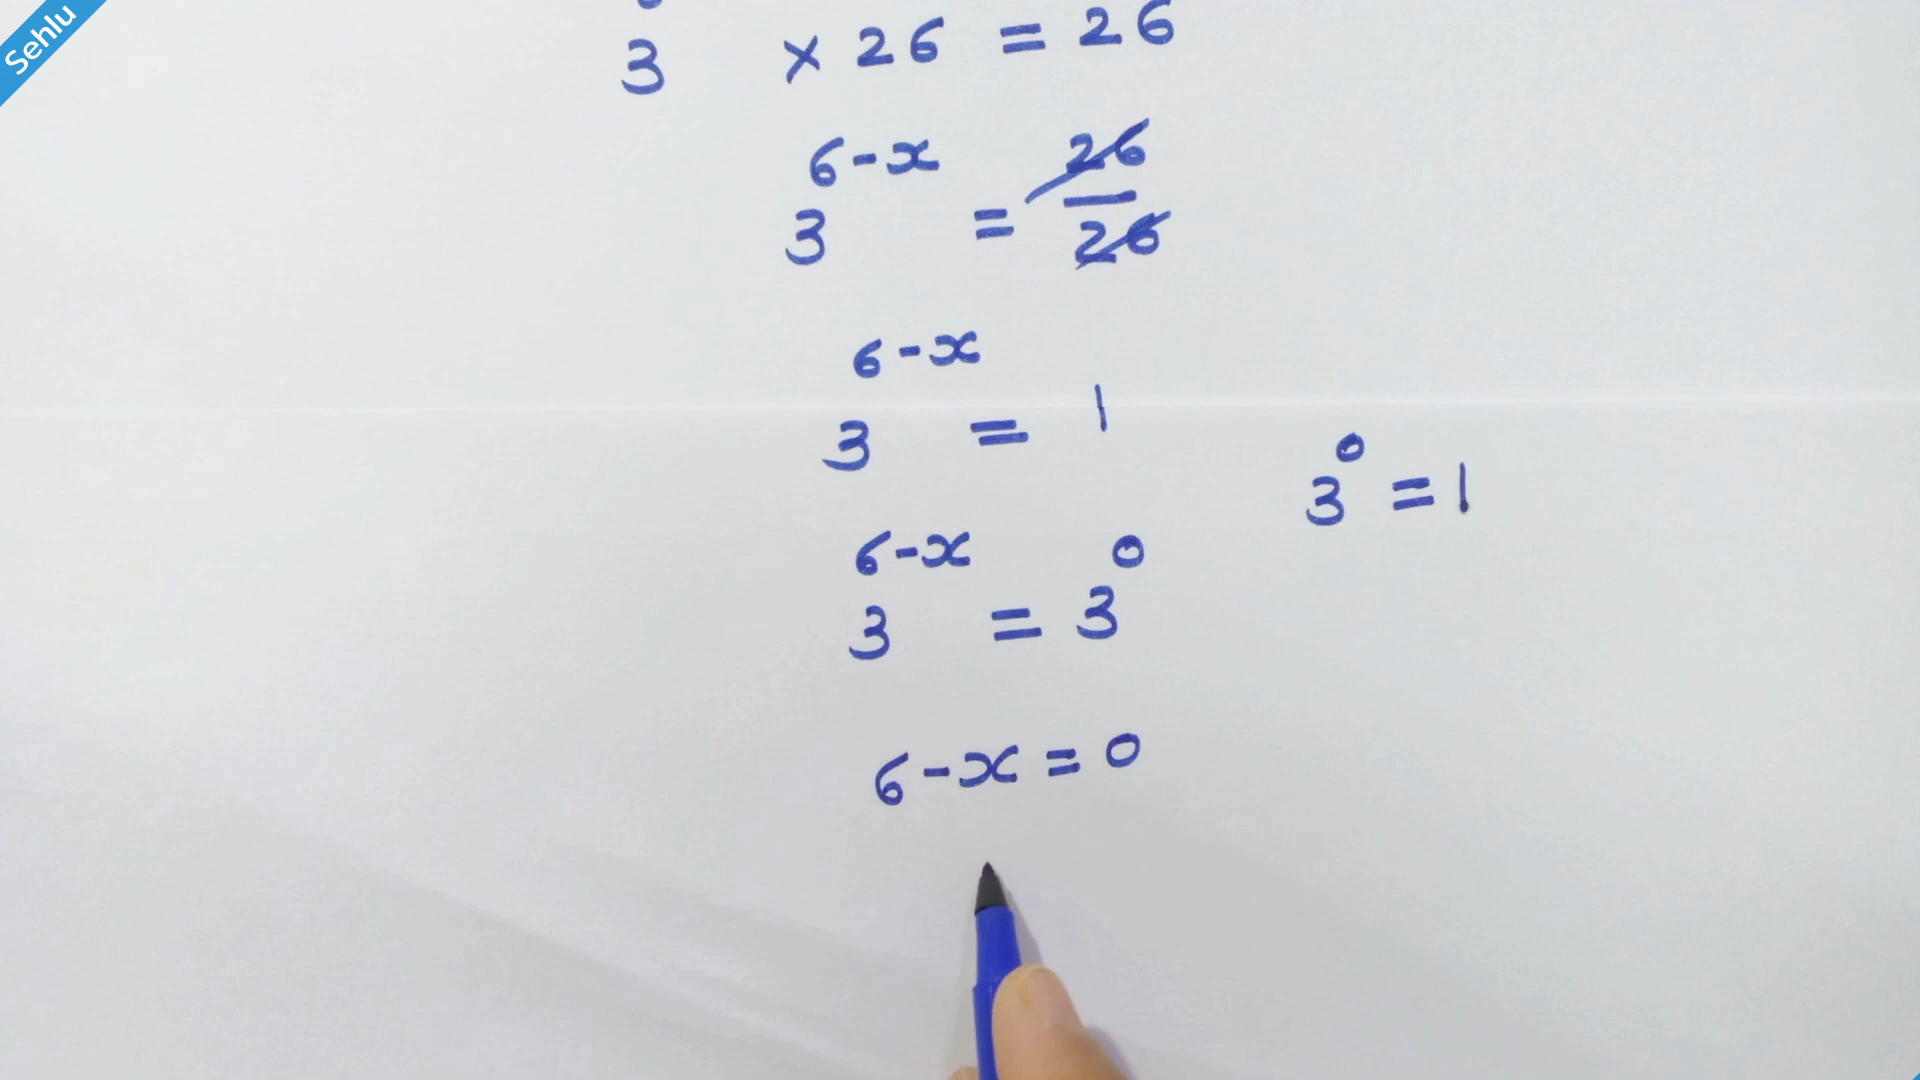 Sehlu
3 × 26 = 26
3^{6-x} = 26/26
3^{6-x} = 1
3^0 = 1
3^{6-x} = 3^0
6-x = 0